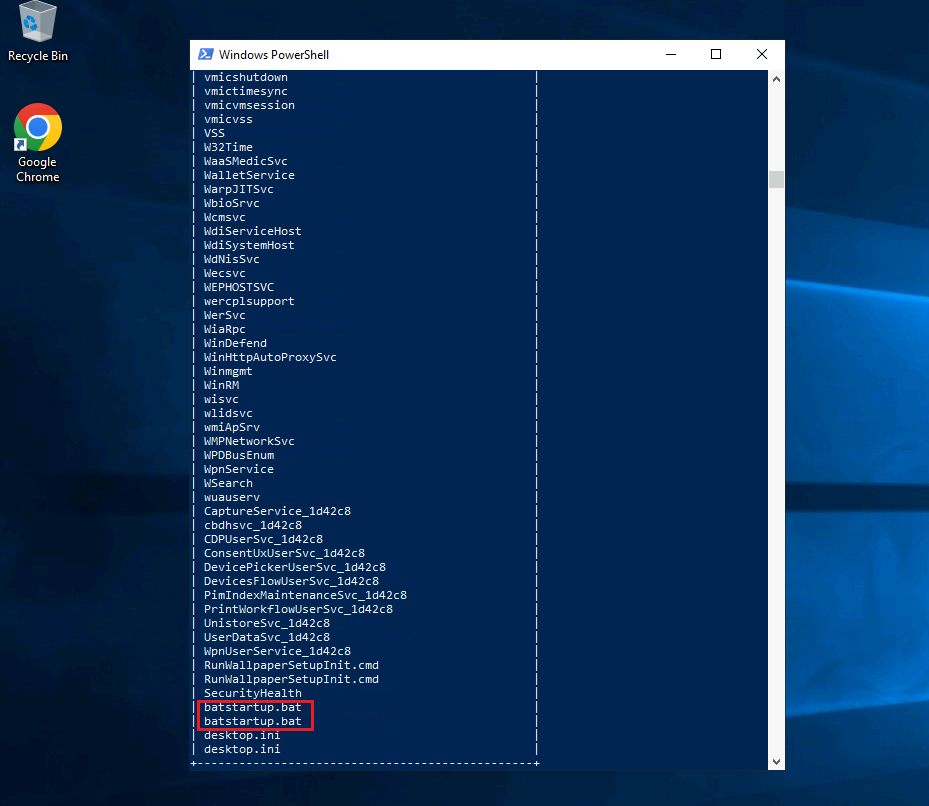 Recycle Bin
Google
Chrome
Windows PowerShell
| vmicshutdown |
| vmictimesync |
| vmicvmsession |
| vmicvss |
| VSS |
| W32Time |
| WaaSMedicSvc |
| WalletService |
| WarpJITSvc |
| WbioSrvc |
| Wcmsvc |
| WdiServiceHost |
| WdiSystemHost |
| WdNisSvc |
| Wecsvc |
| WEPHOSTSVC |
| wercplsupport |
| WerSvc |
| WiaRpc |
| WinDefend |
| WinHttpAutoProxySvc |
| Winmgmt |
| WinRM |
| wisvc |
| wlidsvc |
| wmiApSrv |
| WMPNetworkSvc |
| WPDBusEnum |
| WpnService |
| WSearch |
| wuauserv |
| CaptureService_1d42c8 |
| cbdhsvc_1d42c8 |
| CDPUserSvc_1d42c8 |
| ConsentUxUserSvc_1d42c8 |
| DevicePickerUserSvc_1d42c8 |
| DevicesFlowUserSvc_1d42c8 |
| PimIndexMaintenanceSvc_1d42c8 |
| PrintWorkflowUserSvc_1d42c8 |
| UnistoreSvc_1d42c8 |
| UserDataSvc_1d42c8 |
| WpnUserService_1d42c8 |
| RunWallpaperSetupInit.cmd |
| RunWallpaperSetupInit.cmd |
| SecurityHealth |
| batstartup.bat |
| batstartup.bat |
| desktop.ini |
| desktop.ini |
+------------------------------------------------+